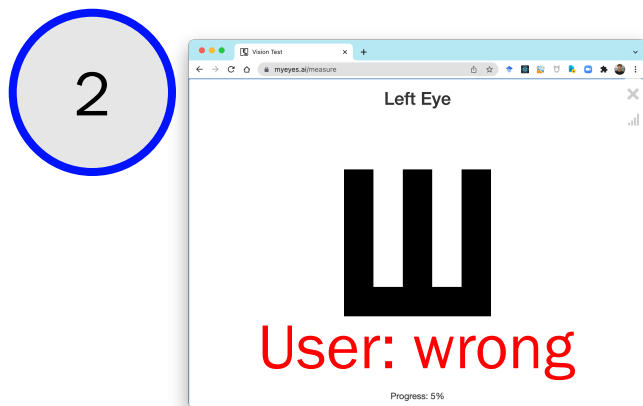 2
Vision Test
myeyes.ai/measure
Left Eye
User: wrong
Progress: 5%